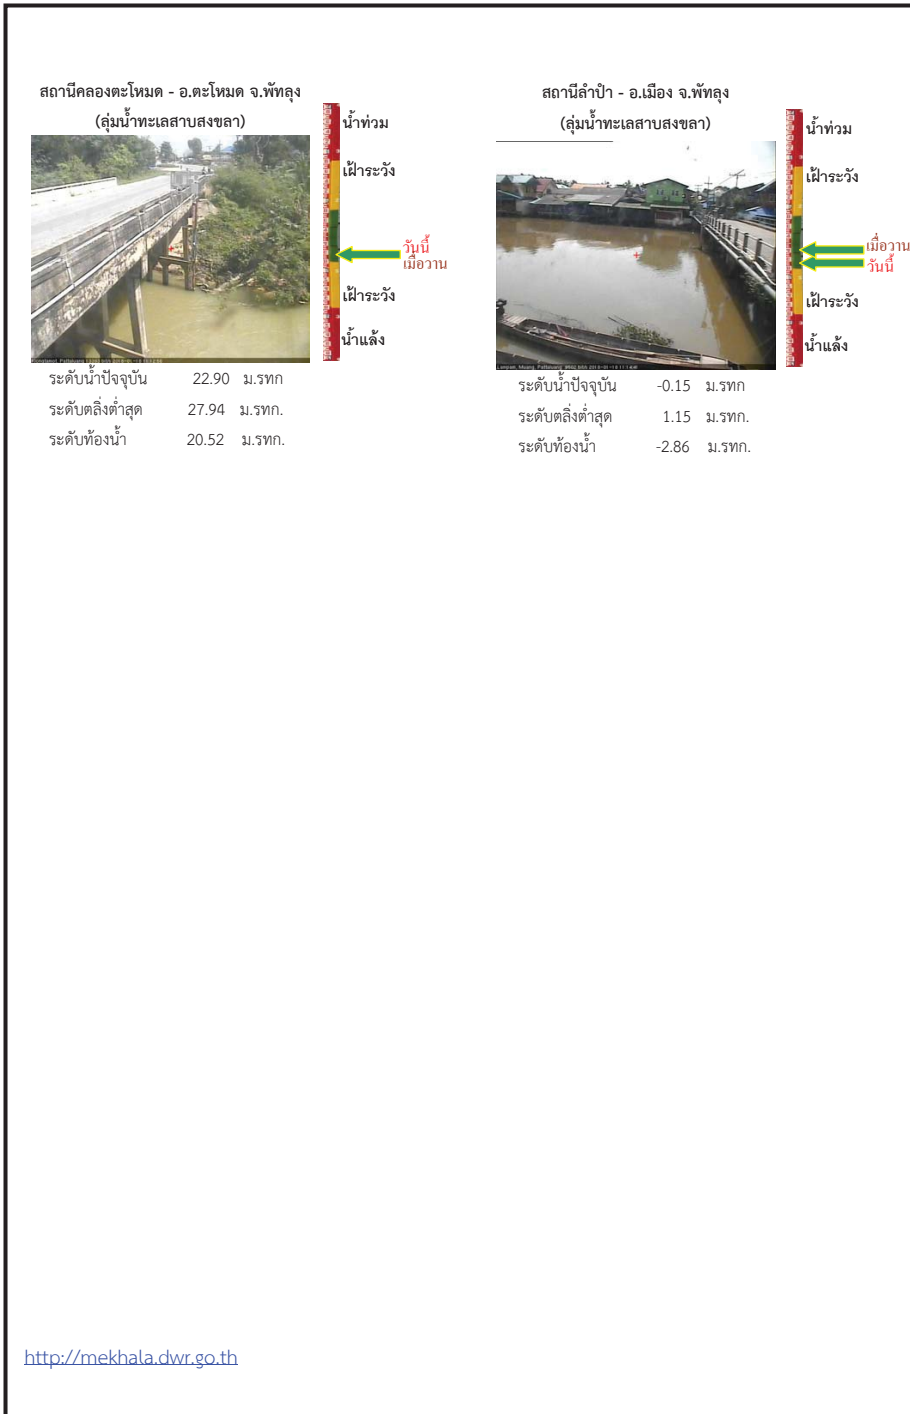 สถานีคลองตะโหมด - อ.ตะโหมด จ.พัทลุง
(ลุ่มน้ำทะเลสาบสงขลา)
น้ำท่วม
เฝ้าระวัง
วันนี้
เมื่อวาน
เฝ้าระวัง
น้ำแล้ง
ระดับน้ำปัจจุบัน 22.90 ม.รทก
ระดับตลิ่งต่ำสุด 27.94 ม.รทก.
ระดับท้องน้ำ 20.52 ม.รทก.
สถานีลำปำ - อ.เมือง จ.พัทลุง
(ลุ่มน้ำทะเลสาบสงขลา)
น้ำท่วม
เฝ้าระวัง
เมื่อวาน
วันนี้
เฝ้าระวัง
น้ำแล้ง
ระดับน้ำปัจจุบัน -0.15 ม.รทก
ระดับตลิ่งต่ำสุด 1.15 ม.รทก.
ระดับท้องน้ำ -2.86 ม.รทก.
http://mekhala.dwr.go.th